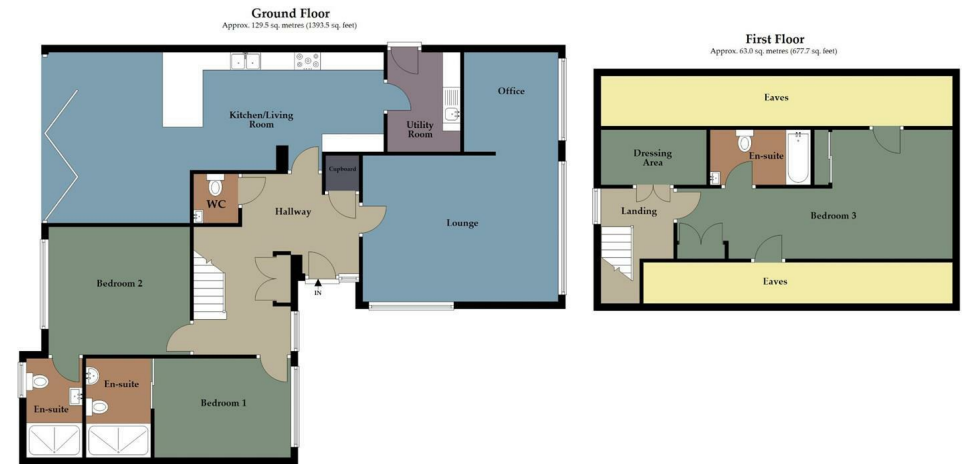 Ground Floor
Approx. 129.5 sq. metres (1393.5 sq. feet)
Kitchen/Living
Room
Utility
Room
Office
Cupboard
WC
Hallway
Lounge
IN
Bedroom 2
En-suite
En-suite
Bedroom 1
First Floor
Approx. 63.0 sq. metres (677.7 sq. feet)
Eaves
Dressing
Area
En-suite
Landing
Bedroom 3
Eaves